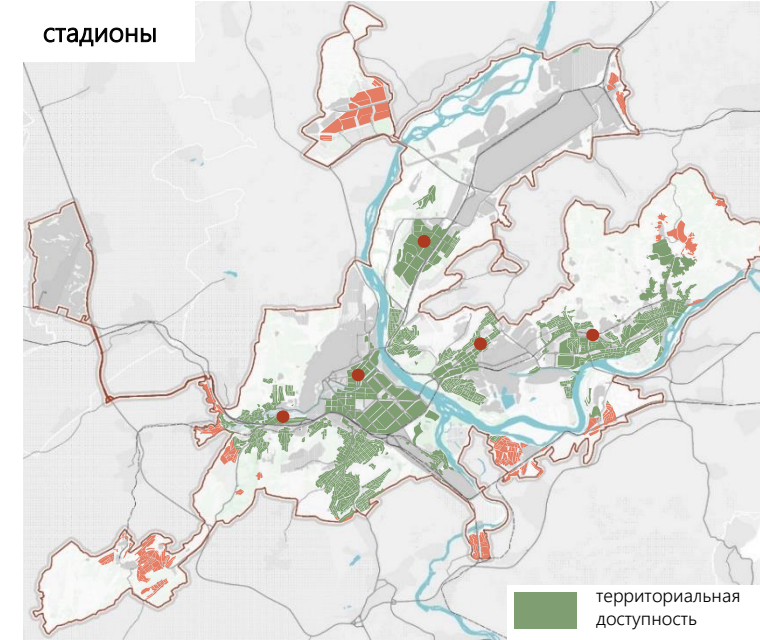 стадионы
территориальная
доступность